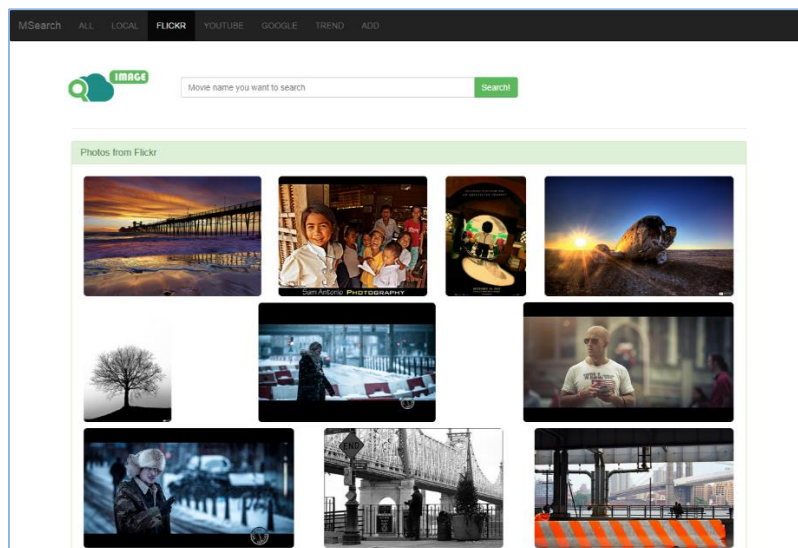 MSearch ALL LOCAL FLICKR YOUTUBE GOOGLE TREND ADD
IMAGE
Movie name you want to search Search!
Photos from Flickr
Sam Antonio PHOTOGRAPHY
END